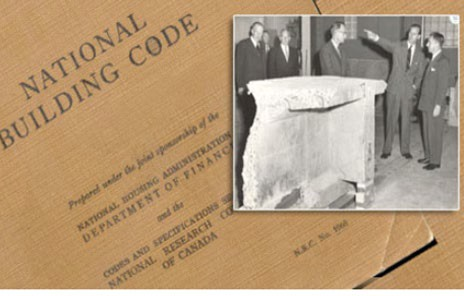 NATIONAL
BUILDING CODE
Prepared under the joint sponsorship of the
NATIONAL HOUSING ADMINISTRATION
DEPARTMENT OF FINANCE
and the
CODES AND SPECIFICATIONS
NATIONAL RESEARCH
OF CANADA
N.R.C. No.